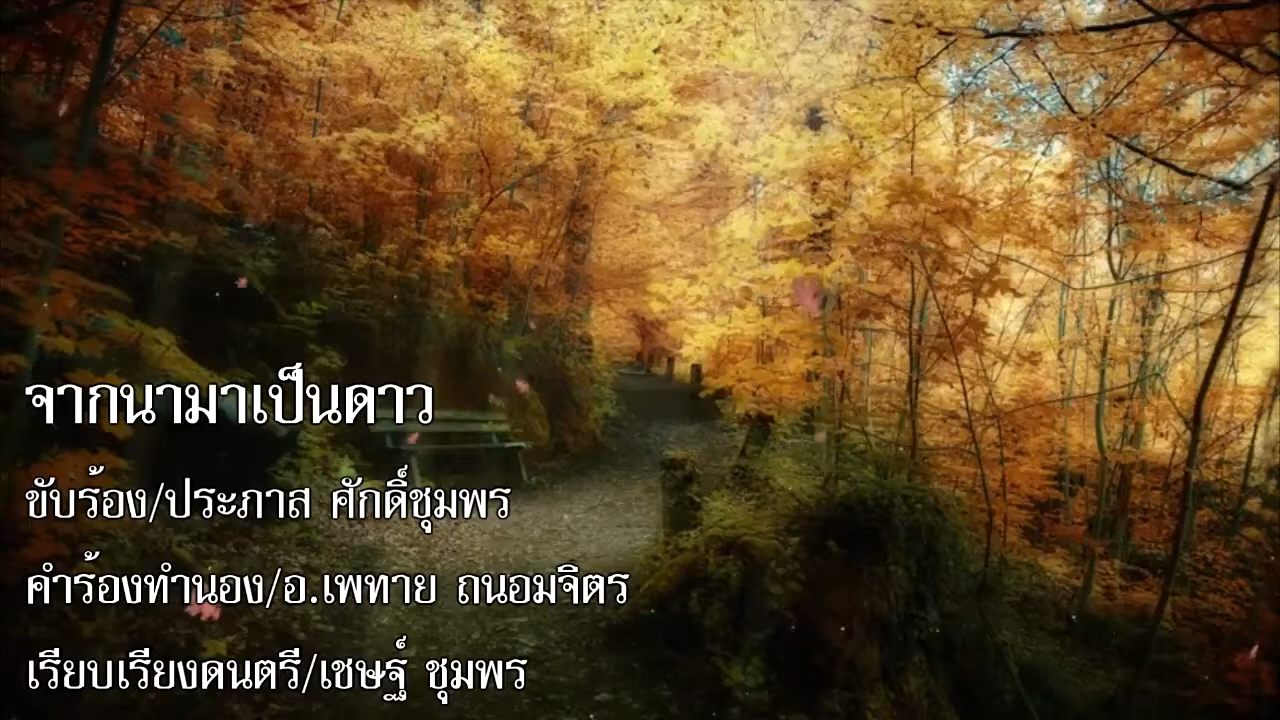 จากนามาเป็นดาว
ขับร้อง/ประภาส ศักดิ์ชุมพร
คำร้องทำนอง/อ.เพทาย ถนอมจิตร
เรียบเรียงดนตรี/เชษฐ์ ชุมพร